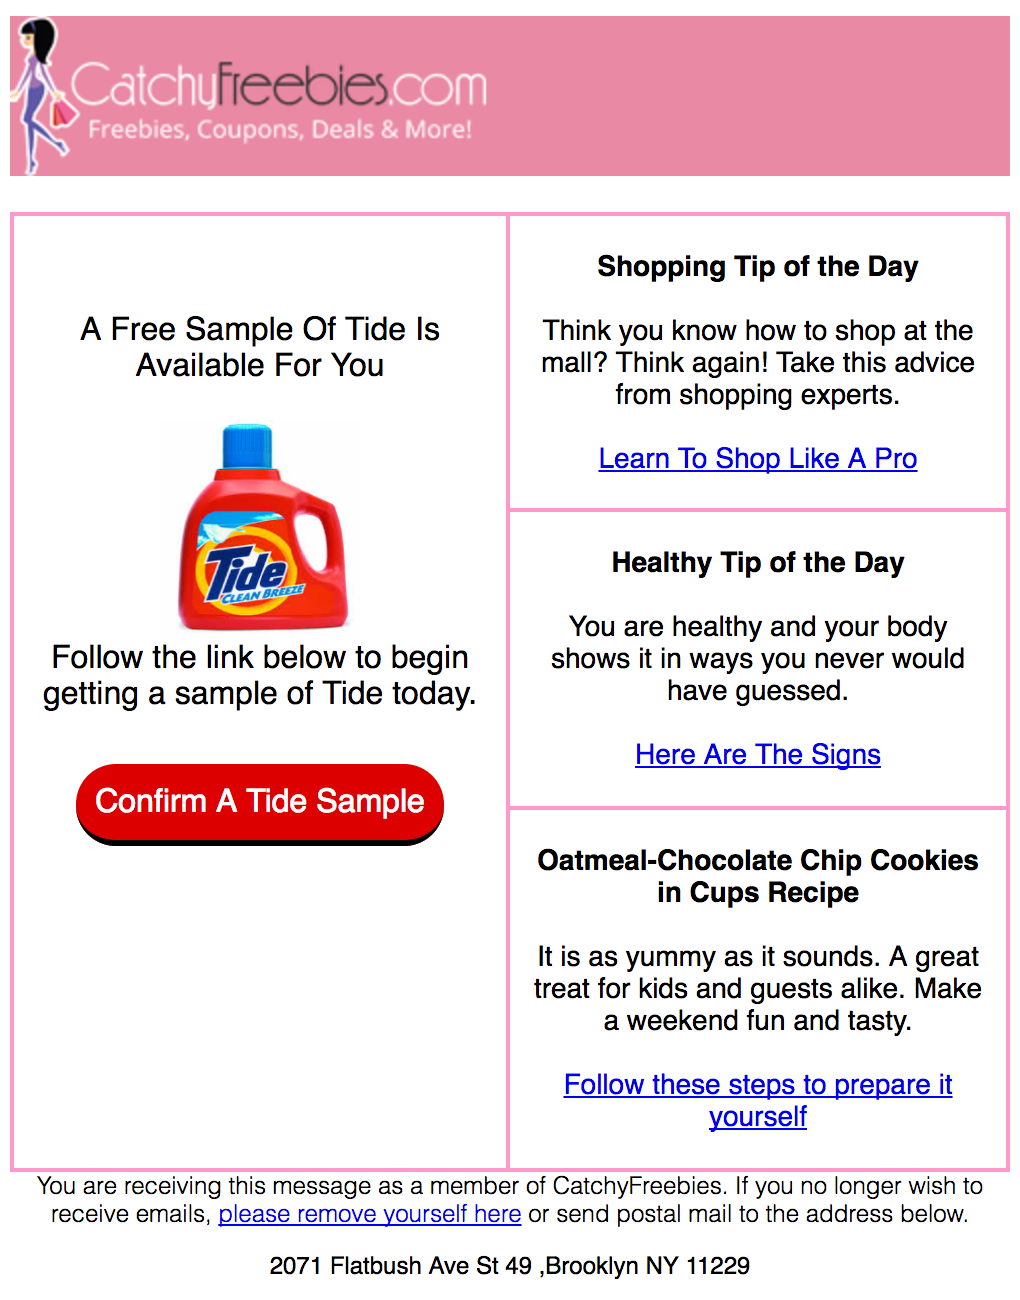 CatchyFreebies.com
Freebies, Coupons, Deals & More!
A Free Sample Of Tide Is
Available For You
Tide
CLEAN BREEZE
Follow the link below to begin
getting a sample of Tide today.
Confirm A Tide Sample
Shopping Tip of the Day
Think you know how to shop at the
mall? Think again! Take this advice
from shopping experts.
Learn To Shop Like A Pro
Healthy Tip of the Day
You are healthy and your body
shows it in ways you never would
have guessed.
Here Are The Signs
Oatmeal-Chocolate Chip Cookies
in Cups Recipe
It is as yummy as it sounds. A great
treat for kids and guests alike. Make
a weekend fun and tasty.
Follow these steps to prepare it
yourself
You are receiving this message as a member of CatchyFreebies. If you no longer wish to
receive emails, please remove yourself here or send postal mail to the address below.
2071 Flatbush Ave St 49 ,Brooklyn NY 11229